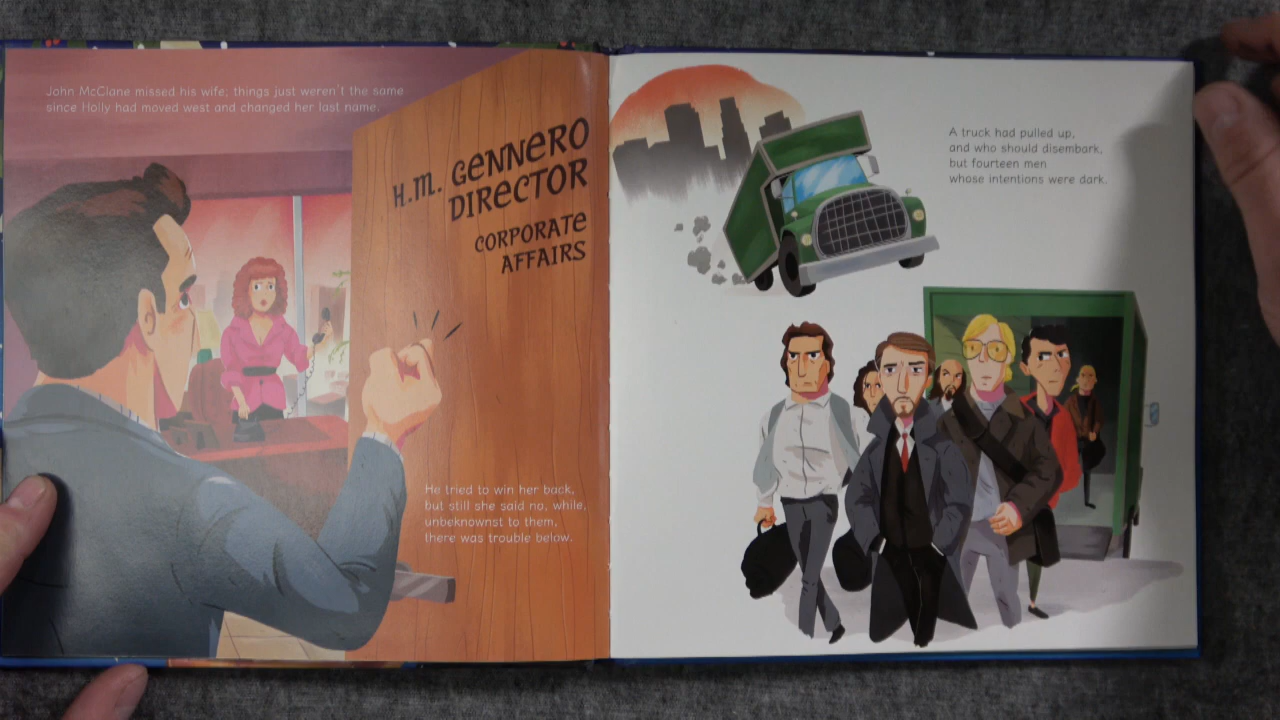 John McClane missed his wife; things just weren't the same
since Holly had moved west and changed her last name.
H.M. GENNERO
DIRECTOR
CORPORATE
AFFAIRS
He tried to win her back,
but still she said no, while,
unbeknownst to them,
there was trouble below.
A truck had pulled up,
and who should disembark,
but fourteen men
whose intentions were dark.